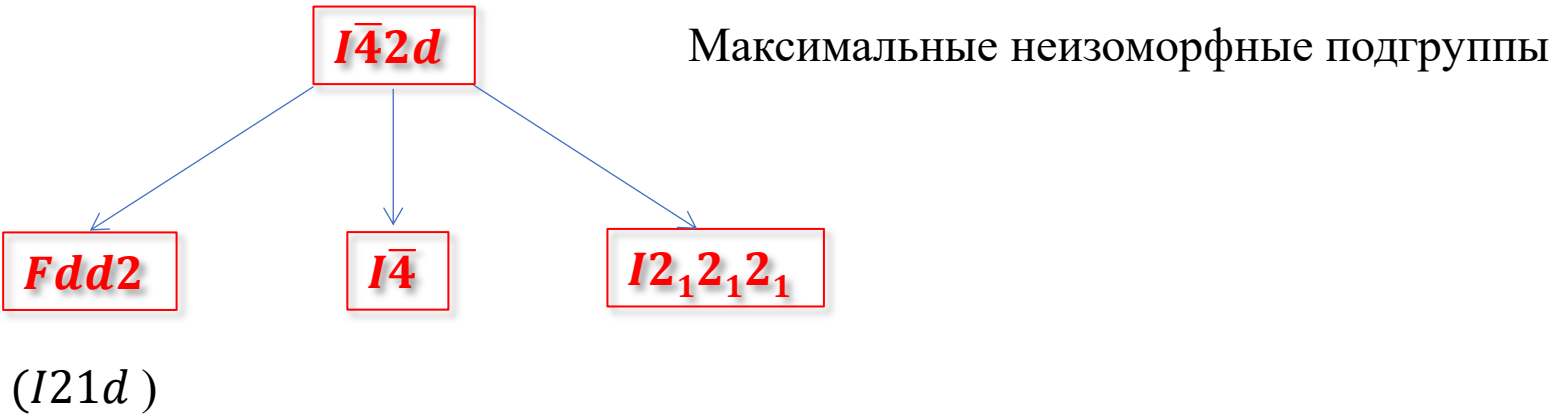 I4̅2d
Максимальные неизоморфные подгруппы
Fdd2
I4̅
I2₁2₁2₁
(I21d )